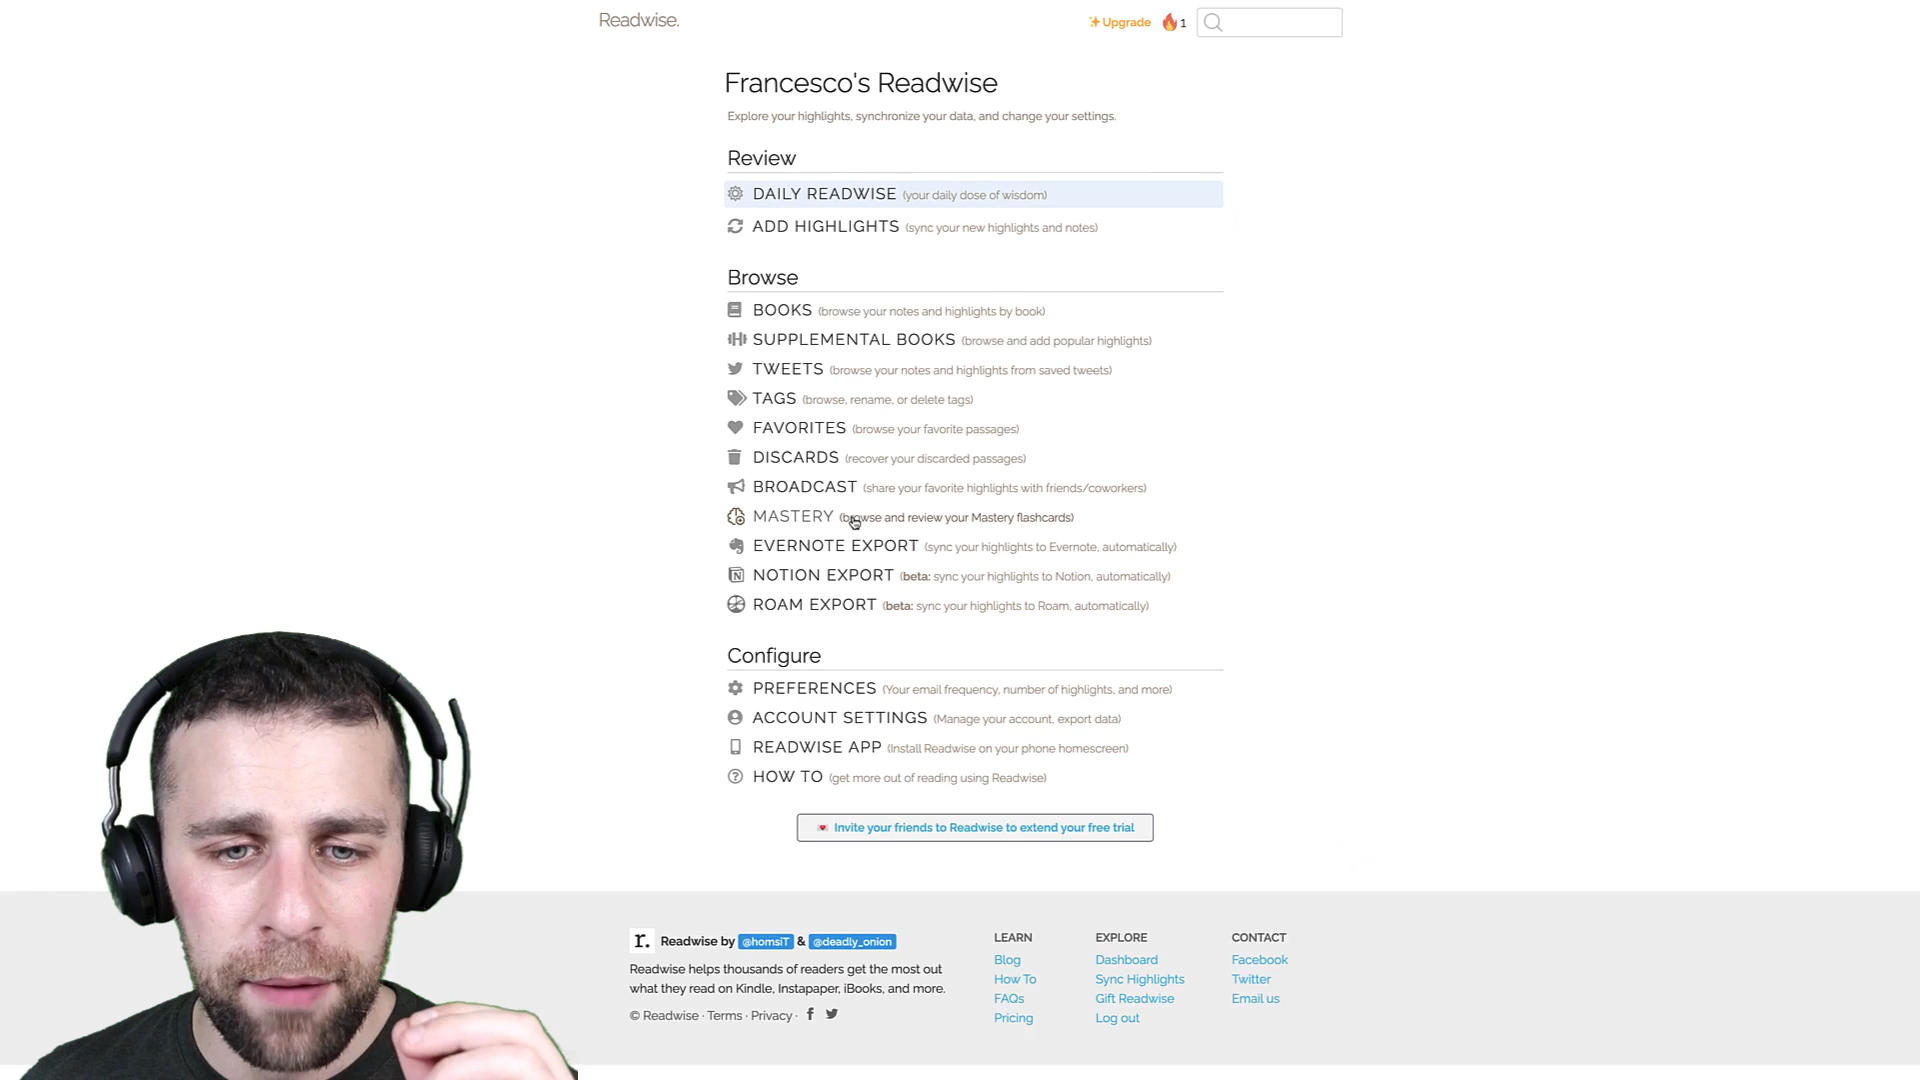 Readwise.
Upgrade 1
Francesco's Readwise
Explore your highlights, synchronize your data, and change your settings.
Review
DAILY READWISE (your daily dose of wisdom)
ADD HIGHLIGHTS (sync your new highlights and notes)
Browse
BOOKS (browse your notes and highlights by book)
SUPPLEMENTAL BOOKS (browse and add popular highlights)
TWEETS (browse your notes and highlights from saved tweets)
TAGS (browse, rename, or delete tags)
FAVORITES (browse your favorite passages)
DISCARDS (recover your discarded passages)
BROADCAST (share your favorite highlights with friends/coworkers)
MASTERY (browse and review your Mastery flashcards)
EVERNOTE EXPORT (sync your highlights to Evernote, automatically)
NOTION EXPORT (beta: sync your highlights to Notion, automatically)
ROAM EXPORT (beta: sync your highlights to Roam, automatically)
Configure
PREFERENCES (Your email frequency, number of highlights, and more)
ACCOUNT SETTINGS (Manage your account, export data)
READWISE APP (Install Readwise on your phone homescreen)
HOW TO (get more out of reading using Readwise)
Invite your friends to Readwise to extend your free trial
r. Readwise by @homsiT & @deadly_onion
Readwise helps thousands of readers get the most out
what they read on Kindle, Instapaper, iBooks, and more.
© Readwise · Terms · Privacy ·
LEARN
Blog
How To
FAQs
Pricing
EXPLORE
Dashboard
Sync Highlights
Gift Readwise
Log out
CONTACT
Facebook
Twitter
Email us